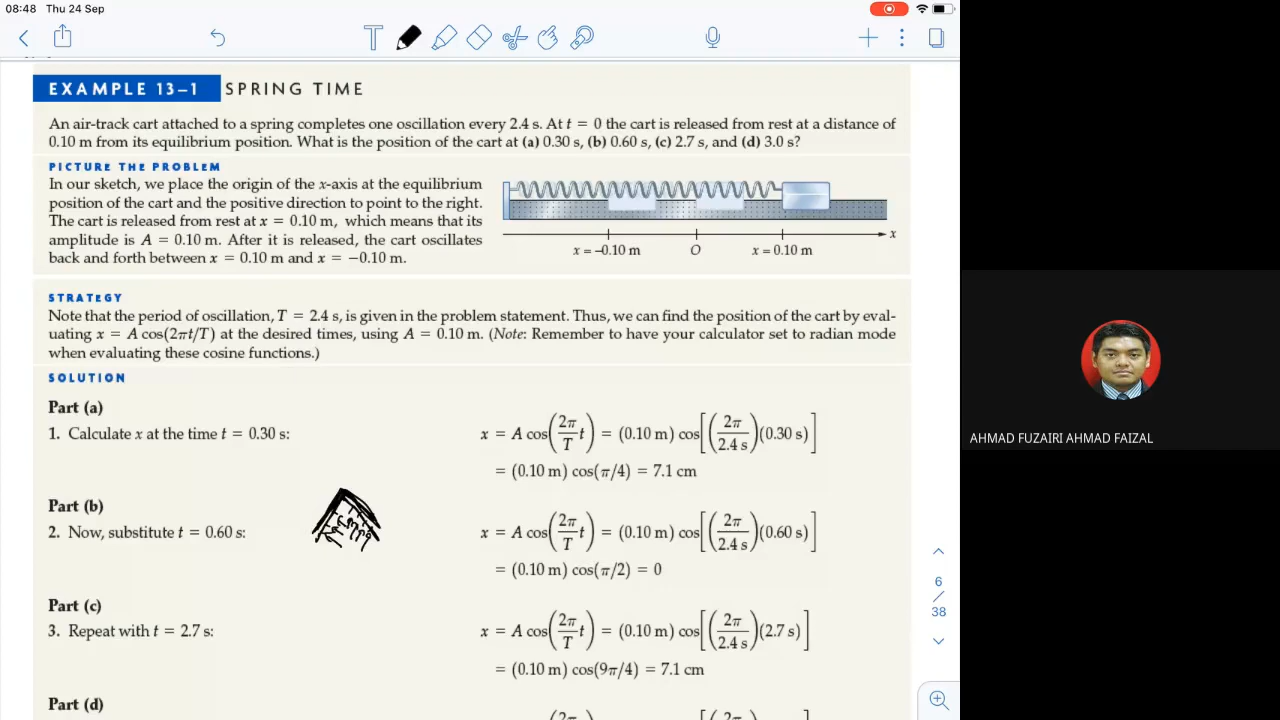 08:48 Thu 24 Sep
EXAMPLE 13–1 SPRING TIME
An air-track cart attached to a spring completes one oscillation every 2.4 s. At t = 0 the cart is released from rest at a distance of
0.10 m from its equilibrium position. What is the position of the cart at (a) 0.30 s, (b) 0.60 s, (c) 2.7 s, and (d) 3.0 s?
PICTURE THE PROBLEM
In our sketch, we place the origin of the x-axis at the equilibrium
position of the cart and the positive direction to point to the right.
The cart is released from rest at x = 0.10 m, which means that its
amplitude is A = 0.10 m. After it is released, the cart oscillates
back and forth between x = 0.10 m and x = −0.10 m.
x
x = −0.10 m O x = 0.10 m
STRATEGY
Note that the period of oscillation, T = 2.4 s, is given in the problem statement. Thus, we can find the position of the cart by eval-
uating x = A cos(2πt/T) at the desired times, using A = 0.10 m. (Note: Remember to have your calculator set to radian mode
when evaluating these cosine functions.)
SOLUTION
Part (a)
1. Calculate x at the time t = 0.30 s:
x = A cos(2π/T t) = (0.10 m) cos[(2π/2.4 s)(0.30 s)]
= (0.10 m) cos(π/4) = 7.1 cm
Part (b)
2. Now, substitute t = 0.60 s:
x = A cos(2π/T t) = (0.10 m) cos[(2π/2.4 s)(0.60 s)]
= (0.10 m) cos(π/2) = 0
Part (c)
3. Repeat with t = 2.7 s:
x = A cos(2π/T t) = (0.10 m) cos[(2π/2.4 s)(2.7 s)]
= (0.10 m) cos(9π/4) = 7.1 cm
Part (d)
6
/
38
AHMAD FUZAIRI AHMAD FAIZAL